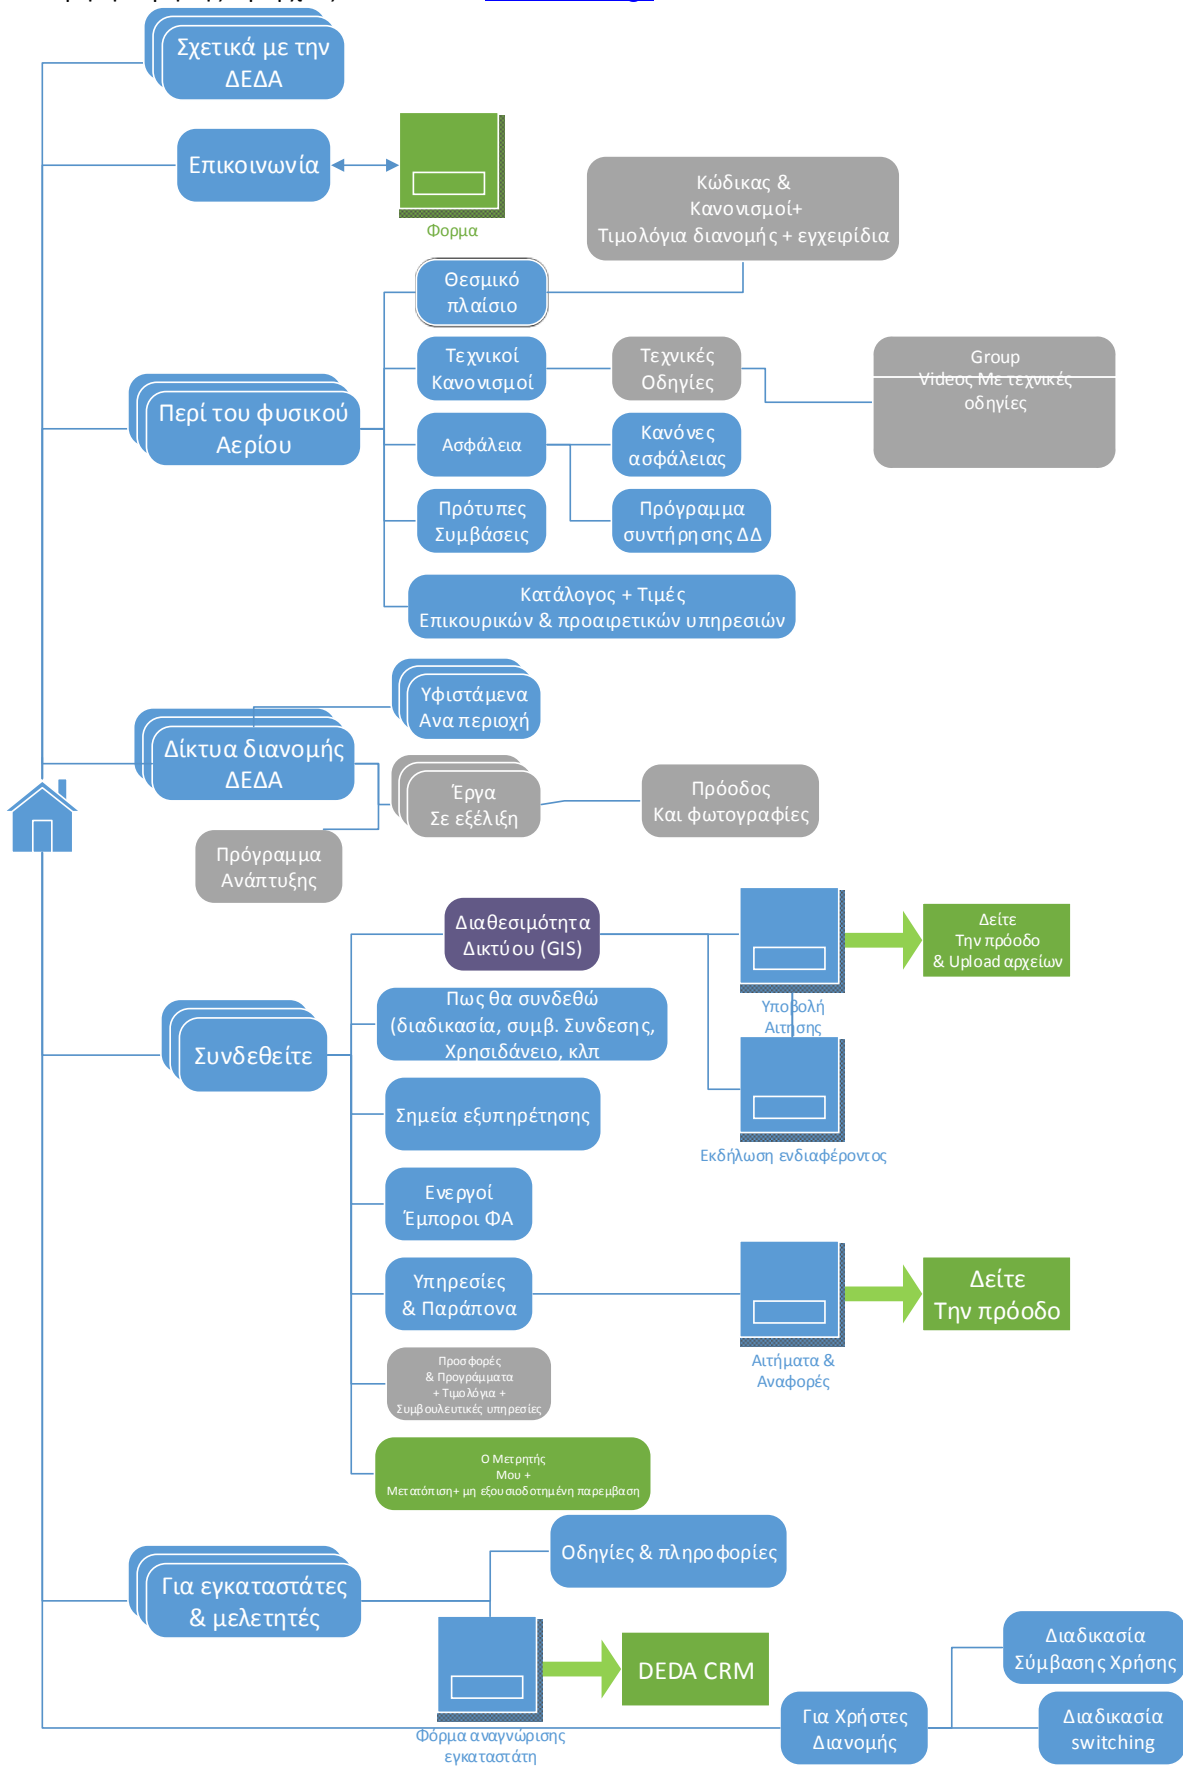 Σχετικά με την
ΔΕΔΑ
Επικοινωνία
Φορμα
Κώδικας &
Κανονισμοί+
Τιμολόγια διανομής + εγχειρίδια
Θεσμικό
πλαίσιο
Τεχνικοί
Κανονισμοί
Τεχνικές
Οδηγίες
Group
Videos Με τεχνικές
οδηγίες
Περί του φυσικού
Αερίου
Ασφάλεια
Κανόνες
ασφάλειας
Πρότυπες
Συμβάσεις
Πρόγραμμα
συντήρησης ΔΔ
Κατάλογος + Τιμές
Επικουρικών & προαιρετικών υπηρεσιών
Υφιστάμενα
Ανα περιοχή
Δίκτυα διανομής
ΔΕΔΑ
Έργα
Σε εξέλιξη
Πρόοδος
Και φωτογραφίες
Πρόγραμμα
Ανάπτυξης
Διαθεσιμότητα
Δικτύου (GIS)
Υποβολή
Αιτησης
Δείτε
Την πρόοδο
& Upload αρχείων
Πως θα συνδεθώ
(διαδικασία, συμβ. Συνδεσης,
Χρησιδάνειο, κλπ
Συνδεθείτε
Σημεία εξυπηρέτησης
Εκδήλωση ενδιαφέροντος
Ενεργοί
Έμποροι ΦΑ
Υπηρεσίες
& Παράπονα
Αιτήματα &
Αναφορές
Δείτε
Την πρόοδο
Προσφορές
& Προγράμματα
+ Τιμολόγια +
Συμβουλευτικές υπηρεσίες
Ο Μετρητής
Μου +
Μετατόπιση+ μη εξουσιοδοτημένη παρεμβαση
Οδηγίες & πληροφορίες
Για εγκαταστάτες
& μελετητές
Φόρμα αναγνώρισης
εγκαταστάτη
DEDA CRM
Για Χρήστες
Διανομής
Διαδικασία
Σύμβασης Χρήσης
Διαδικασία
switching